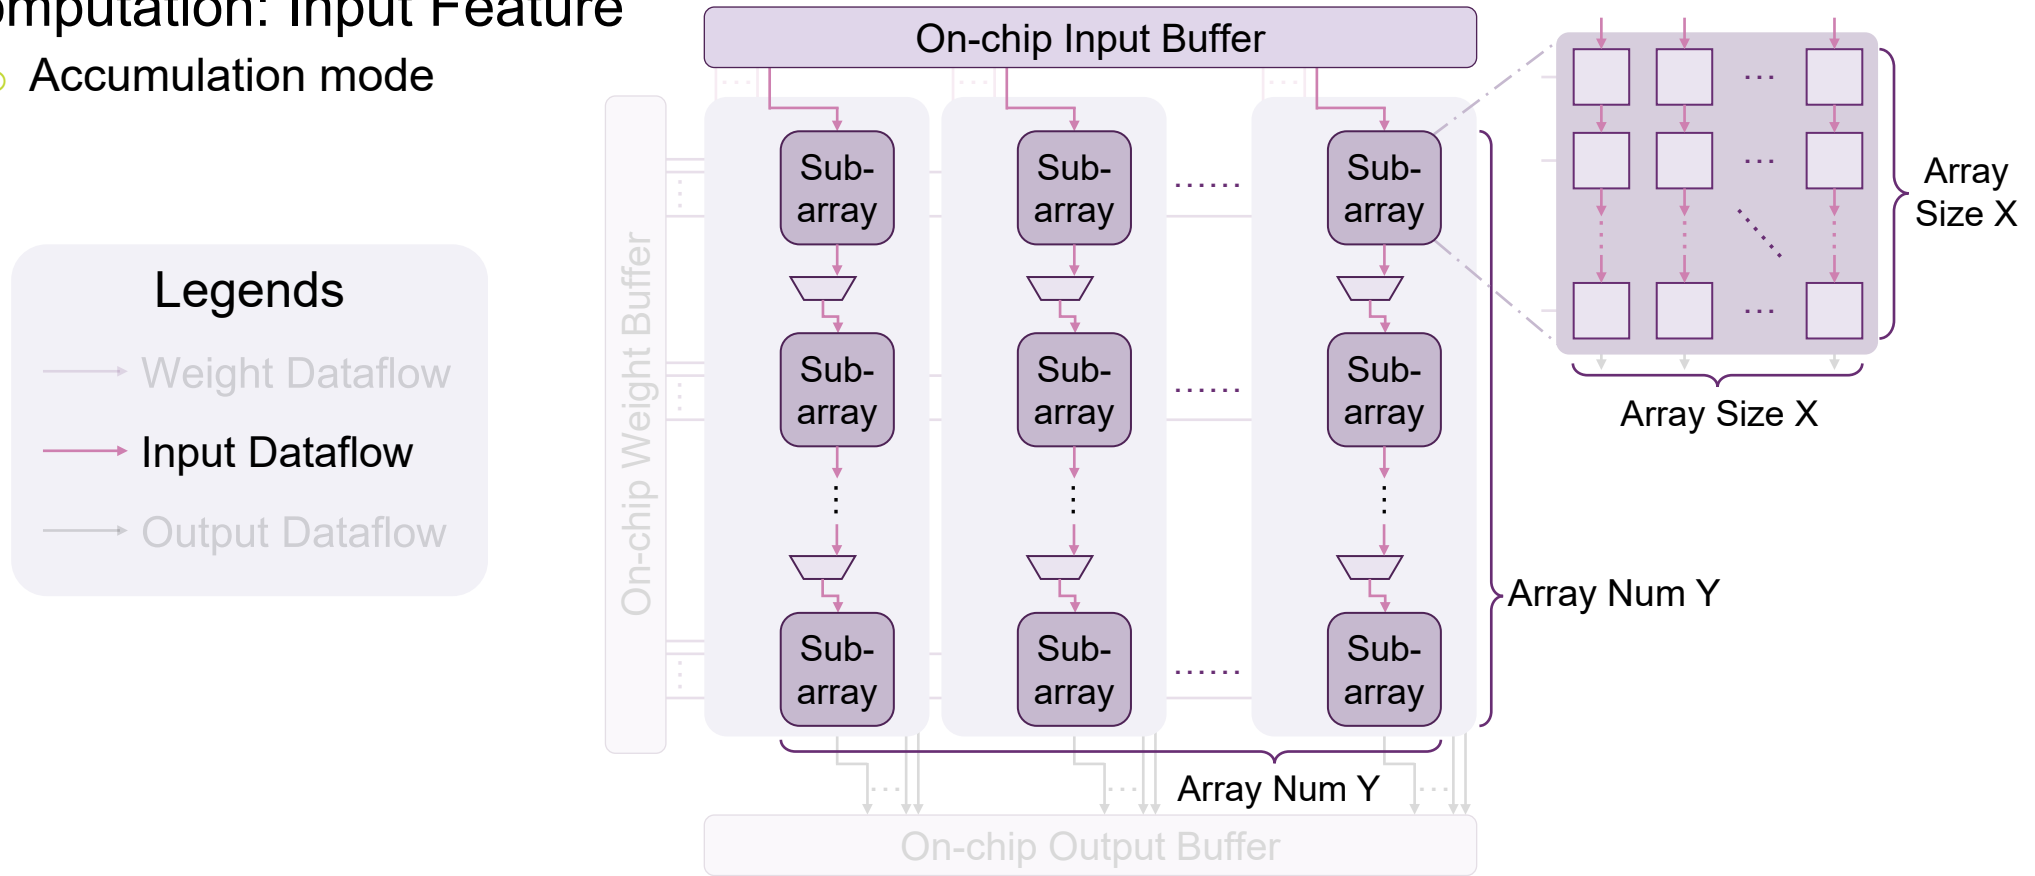 omputation: Input Feature
Accumulation mode
On-chip Input Buffer
Legends
Weight Dataflow
Input Dataflow
Output Dataflow
On-chip Weight Buffer
Sub-
array
Sub-
array
......
Sub-
array
Sub-
array
Sub-
array
......
Sub-
array
Sub-
array
Sub-
array
......
Sub-
array
Array
Size X
Array Size X
Array Num Y
Array Num Y
On-chip Output Buffer